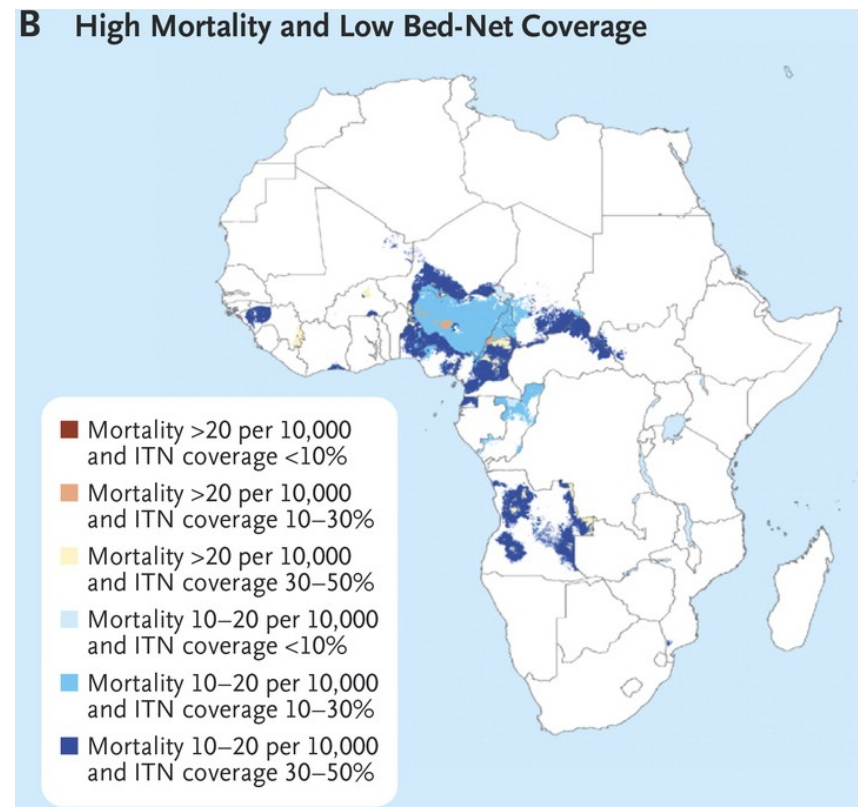 B High Mortality and Low Bed-Net Coverage
Mortality >20 per 10,000
and ITN coverage <10%
Mortality >20 per 10,000
and ITN coverage 10–30%
Mortality >20 per 10,000
and ITN coverage 30–50%
Mortality 10–20 per 10,000
and ITN coverage <10%
Mortality 10–20 per 10,000
and ITN coverage 10–30%
Mortality 10–20 per 10,000
and ITN coverage 30–50%